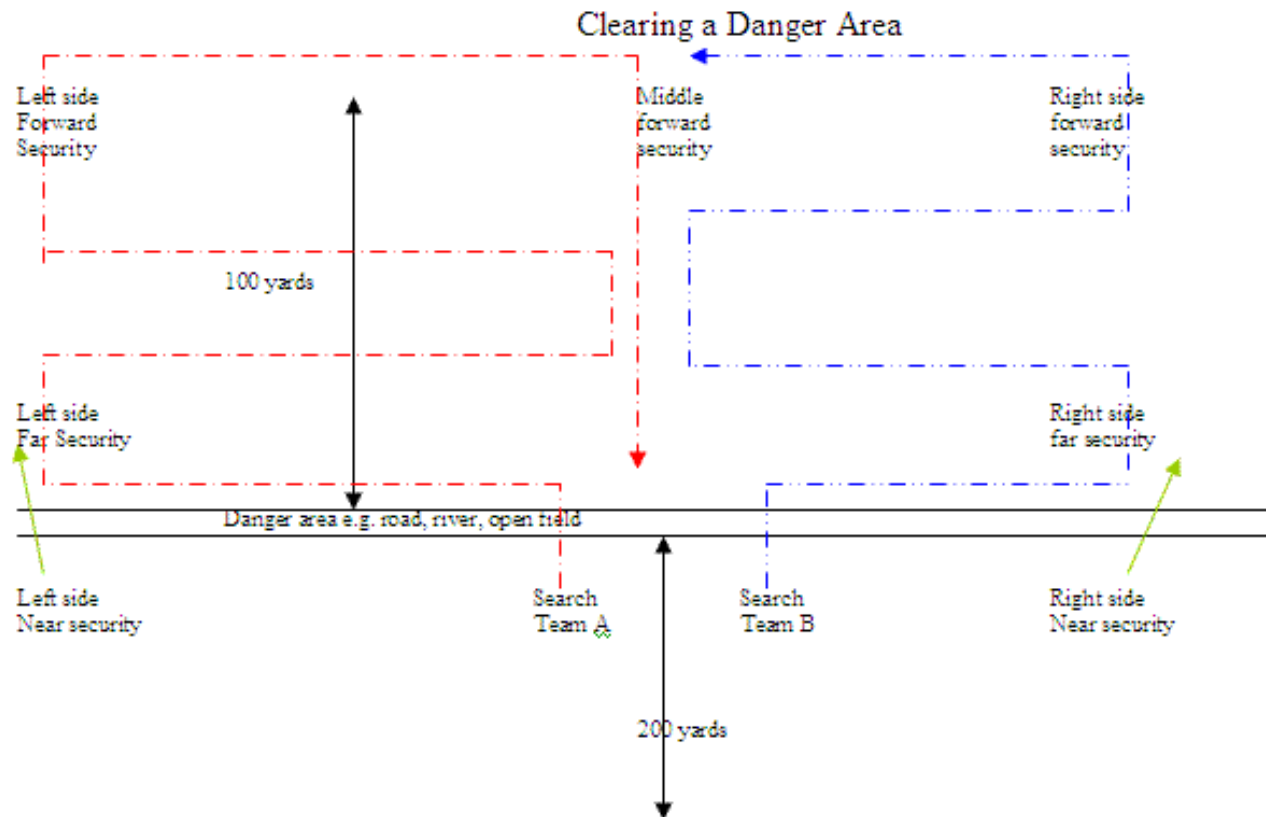 Clearing a Danger Area
Left side
Forward
Security
Middle
forward
security
Right side
forward
security
100 yards
Left side
Far Security
Right side
far security
Danger area e.g. road, river, open field
Left side
Near security
Search
Team A
Search
Team B
Right side
Near security
200 yards